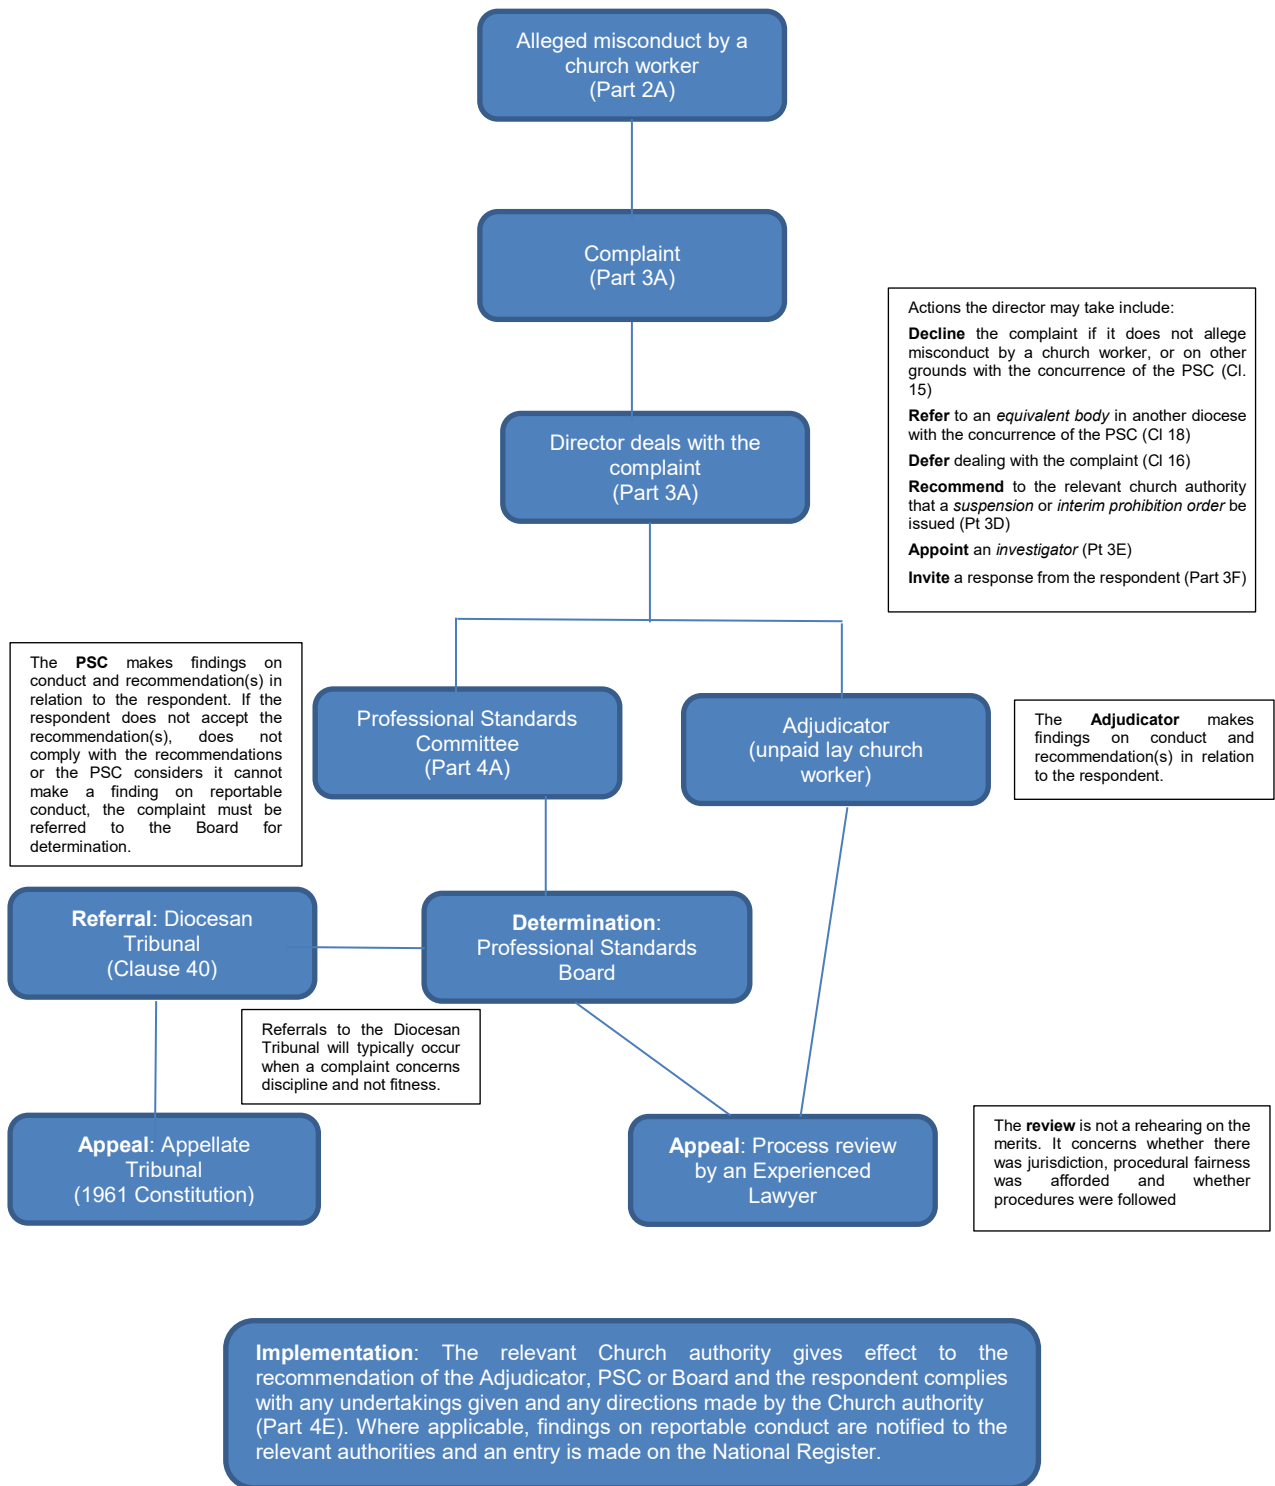 Alleged misconduct by a
church worker
(Part 2A)
Complaint
(Part 3A)
Actions the director may take include:
Decline the complaint if it does not allege
misconduct by a church worker, or on other
grounds with the concurrence of the PSC (Cl.
15)
Refer to an equivalent body in another diocese
with the concurrence of the PSC (Cl 18)
Defer dealing with the complaint (Cl 16)
Recommend to the relevant church authority
that a suspension or interim prohibition order be
issued (Pt 3D)
Appoint an investigator (Pt 3E)
Invite a response from the respondent (Part 3F)
Director deals with the
complaint
(Part 3A)
The PSC makes findings on
conduct and recommendation(s) in
relation to the respondent. If the
respondent does not accept the
recommendation(s), does not
comply with the recommendations
or the PSC considers it cannot
make a finding on reportable
conduct, the complaint must be
referred to the Board for
determination.
Professional Standards
Committee
(Part 4A)
Adjudicator
(unpaid lay church
worker)
The Adjudicator makes
findings on conduct and
recommendation(s) in relation
to the respondent.
Referral: Diocesan
Tribunal
(Clause 40)
Determination:
Professional Standards
Board
Referrals to the Diocesan
Tribunal will typically occur
when a complaint concerns
discipline and not fitness.
Appeal: Appellate
Tribunal
(1961 Constitution)
Appeal: Process review
by an Experienced
Lawyer
The review is not a rehearing on the
merits. It concerns whether there
was jurisdiction, procedural fairness
was afforded and whether
procedures were followed
Implementation: The relevant Church authority gives effect to the
recommendation of the Adjudicator, PSC or Board and the respondent complies
with any undertakings given and any directions made by the Church authority
(Part 4E). Where applicable, findings on reportable conduct are notified to the
relevant authorities and an entry is made on the National Register.